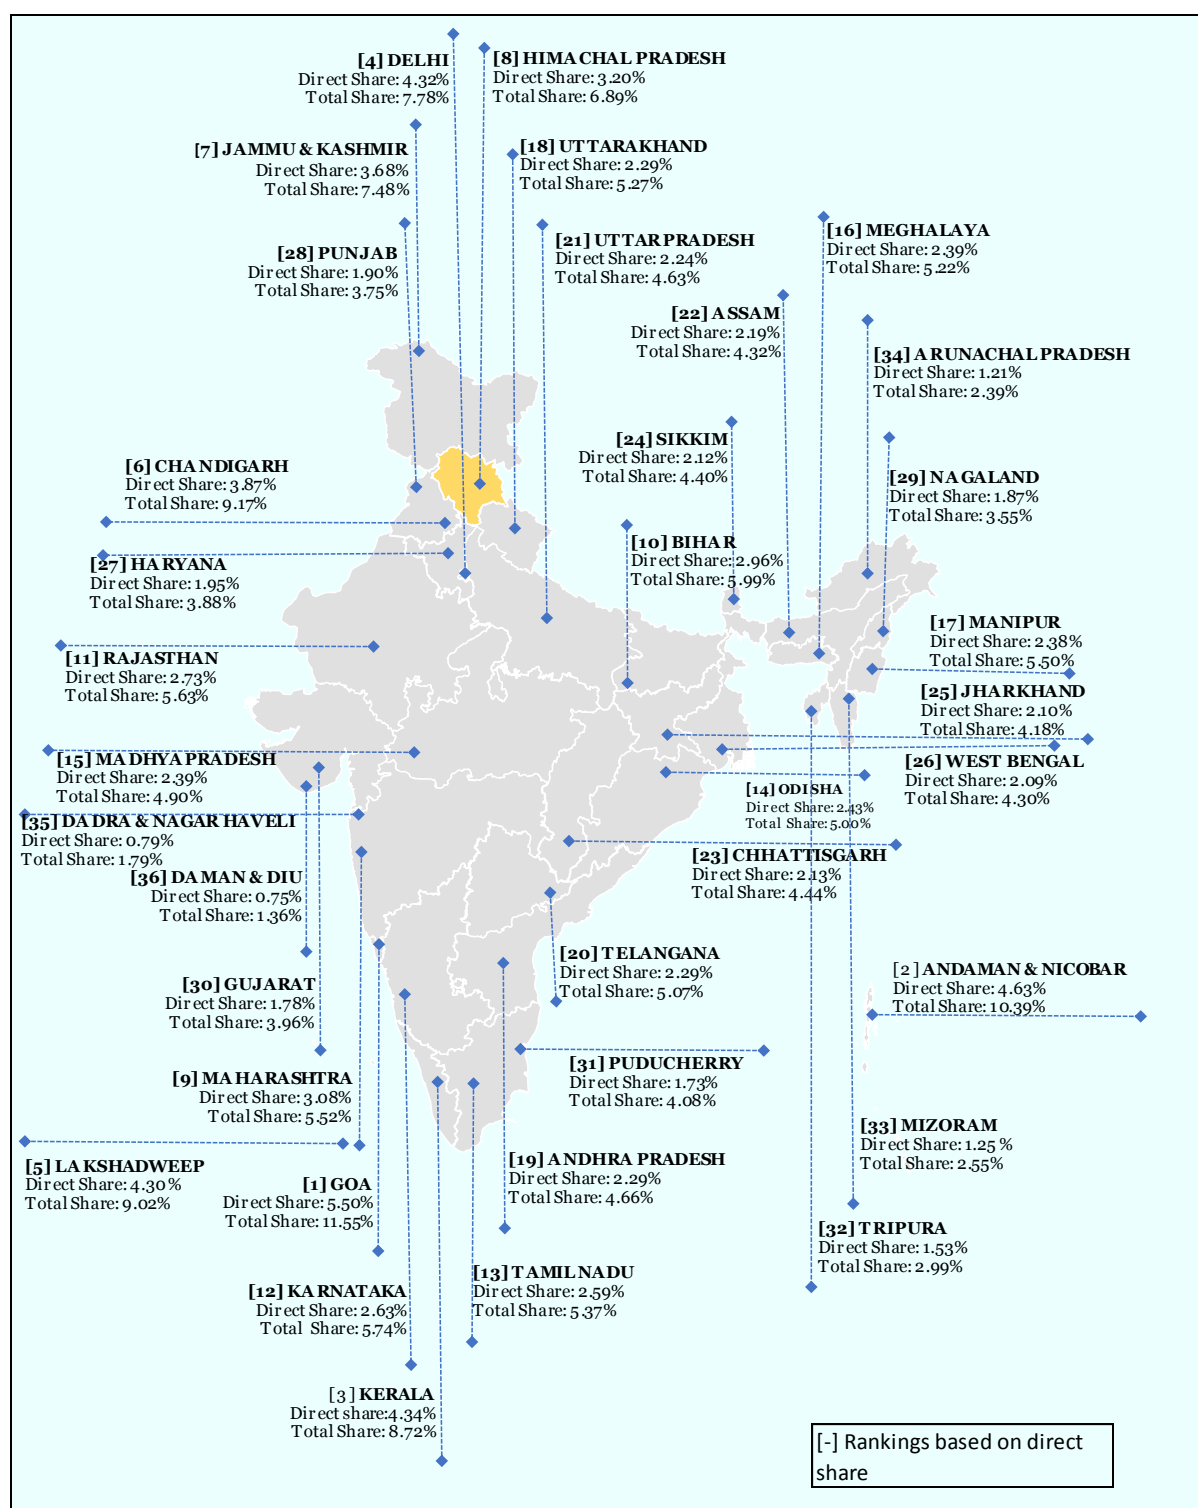 [4] DELHI
Direct Share: 4.32%
Total Share: 7.78%
[8] HIMACHAL PRADESH
Direct Share: 3.20%
Total Share: 6.89%
[7] JAMMU & KASHMIR
Direct Share: 3.68%
Total Share: 7.48%
[18] UTTARAKHAND
Direct Share: 2.29%
Total Share: 5.27%
[28] PUNJAB
Direct Share: 1.90%
Total Share: 3.75%
[21] UTTAR PRADESH
Direct Share: 2.24%
Total Share: 4.63%
[16] MEGHALAYA
Direct Share: 2.39%
Total Share: 5.22%
[22] ASSAM
Direct Share: 2.19%
Total Share: 4.32%
[34] ARUNACHAL PRADESH
Direct Share: 1.21%
Total Share: 2.39%
[24] SIKKIM
Direct Share: 2.12%
Total Share: 4.40%
[6] CHANDIGARH
Direct Share: 3.87%
Total Share: 9.17%
[29] NAGALAND
Direct Share: 1.87%
Total Share: 3.55%
[10] BIHAR
Direct Share: 2.96%
Total Share: 5.99%
[27] HARYANA
Direct Share: 1.95%
Total Share: 3.88%
[17] MANIPUR
Direct Share: 2.38%
Total Share: 5.50%
[11] RAJASTHAN
Direct Share: 2.73%
Total Share: 5.63%
[25] JHARKHAND
Direct Share: 2.10%
Total Share: 4.18%
[15] MADHYA PRADESH
Direct Share: 2.39%
Total Share: 4.90%
[26] WEST BENGAL
Direct Share: 2.09%
Total Share: 4.30%
[14] ODISHA
Direct Share: 2.43%
Total Share: 5.00%
[35] DADRA & NAGAR HAVELI
Direct Share: 0.79%
Total Share: 1.79%
[23] CHHATTISGARH
Direct Share: 2.13%
Total Share: 4.44%
[36] DAMAN & DIU
Direct Share: 0.75%
Total Share: 1.36%
[20] TELANGANA
Direct Share: 2.29%
Total Share: 5.07%
[2] ANDAMAN & NICOBAR
Direct Share: 4.63%
Total Share: 10.39%
[30] GUJARAT
Direct Share: 1.78%
Total Share: 3.96%
[31] PUDUCHERRY
Direct Share: 1.73%
Total Share: 4.08%
[9] MAHARASHTRA
Direct Share: 3.08%
Total Share: 5.52%
[33] MIZORAM
Direct Share: 1.25 %
Total Share: 2.55%
[5] LAKSHADWEEP
Direct Share: 4.30 %
Total Share: 9.02%
[19] ANDHRA PRADESH
Direct Share: 2.29%
Total Share: 4.66%
[1] GOA
Direct Share: 5.50%
Total Share: 11.55%
[32] TRIPURA
Direct Share: 1.53%
Total Share: 2.99%
[13] TAMIL NADU
Direct Share: 2.59%
Total Share: 5.37%
[12] KARNATAKA
Direct Share: 2.63%
Total Share: 5.74%
[3] KERALA
Direct share:4.34%
Total Share: 8.72%
[-] Rankings based on direct
share